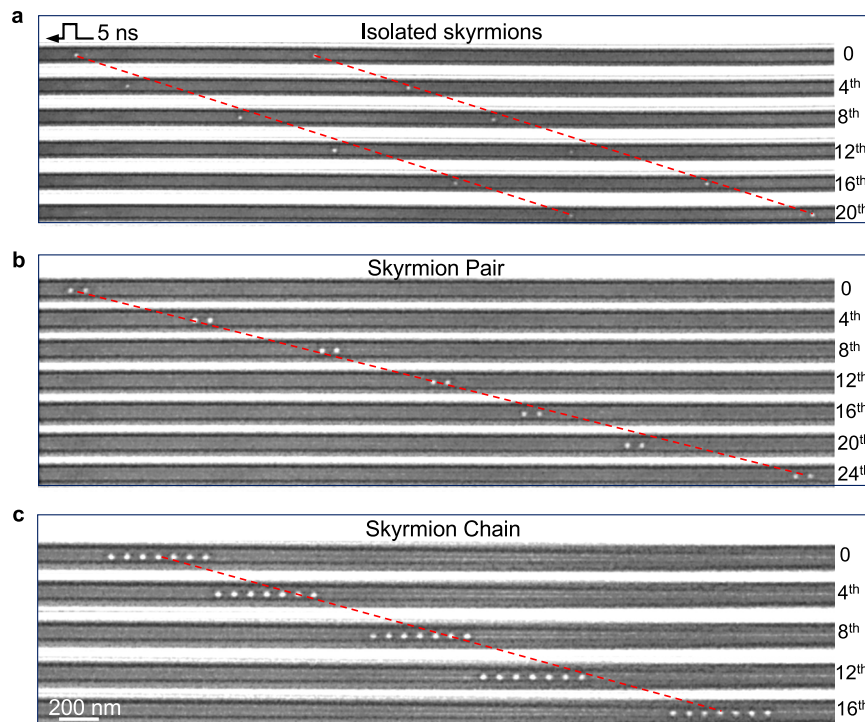 a
5 ns
Isolated skyrmions
0
4th
8th
12th
16th
20th
b
Skyrmion Pair
0
4th
8th
12th
16th
20th
24th
c
Skyrmion Chain
0
4th
8th
12th
16th
200 nm